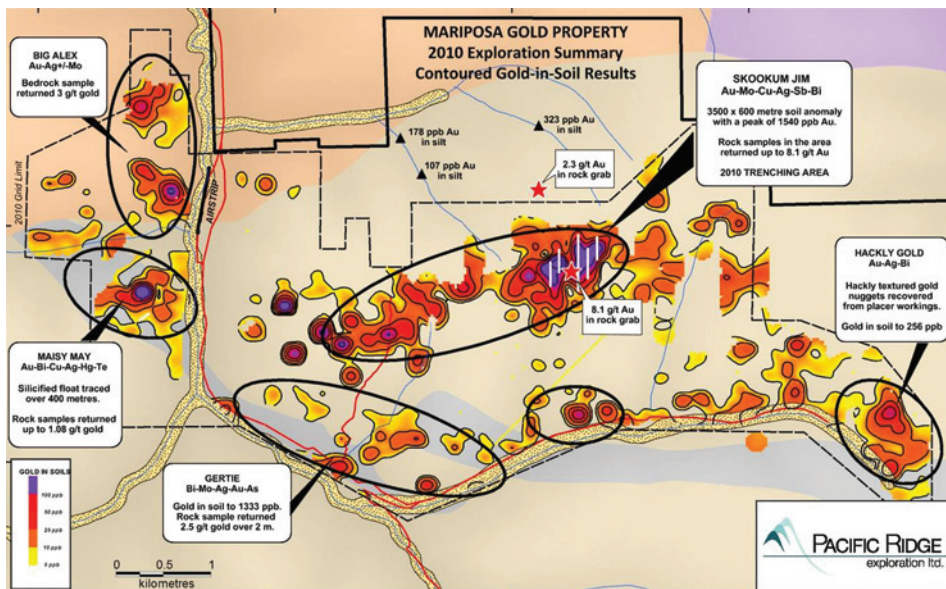 MARIPOSA GOLD PROPERTY
2010 Exploration Summary
Contoured Gold-in-Soil Results
BIG ALEX
Au-Ag+/-Mo
Bedrock sample
returned 3 g/t gold
SKOOKUM JIM
Au-Mo-Cu-Ag-Sb-Bi
3500 x 600 metre soil anomaly
with a peak of 1540 ppb Au.
Rock samples in the area
returned up to 8.1 g/t Au
2010 TRENCHING AREA
178 ppb Au
in silt
323 ppb Au
in silt
107 ppb Au
in silt
2.3 g/t Au
in rock grab
2010 Grid Limit
AIRSTRIP
HACKLY GOLD
Au-Ag-Bi
Hackly textured gold
nuggets recovered
from placer workings.
Gold in soil to 256 ppb
8.1 g/t Au
in rock grab
MAISY MAY
Au-Bi-Cu-Ag-Hg-Te
Silicified float traced
over 400 metres.
Rock samples returned
up to 1.08 g/t gold
GERTIE
Bi-Mo-Ag-Au-As
Gold in soil to 1333 ppb.
Rock sample returned
2.5 g/t gold over 2 m.
GOLD IN SOILS
100 ppb
50 ppb
25 ppb
10 ppb
5 ppb
0 0.5 1
kilometres
PACIFIC RIDGE
exploration ltd.